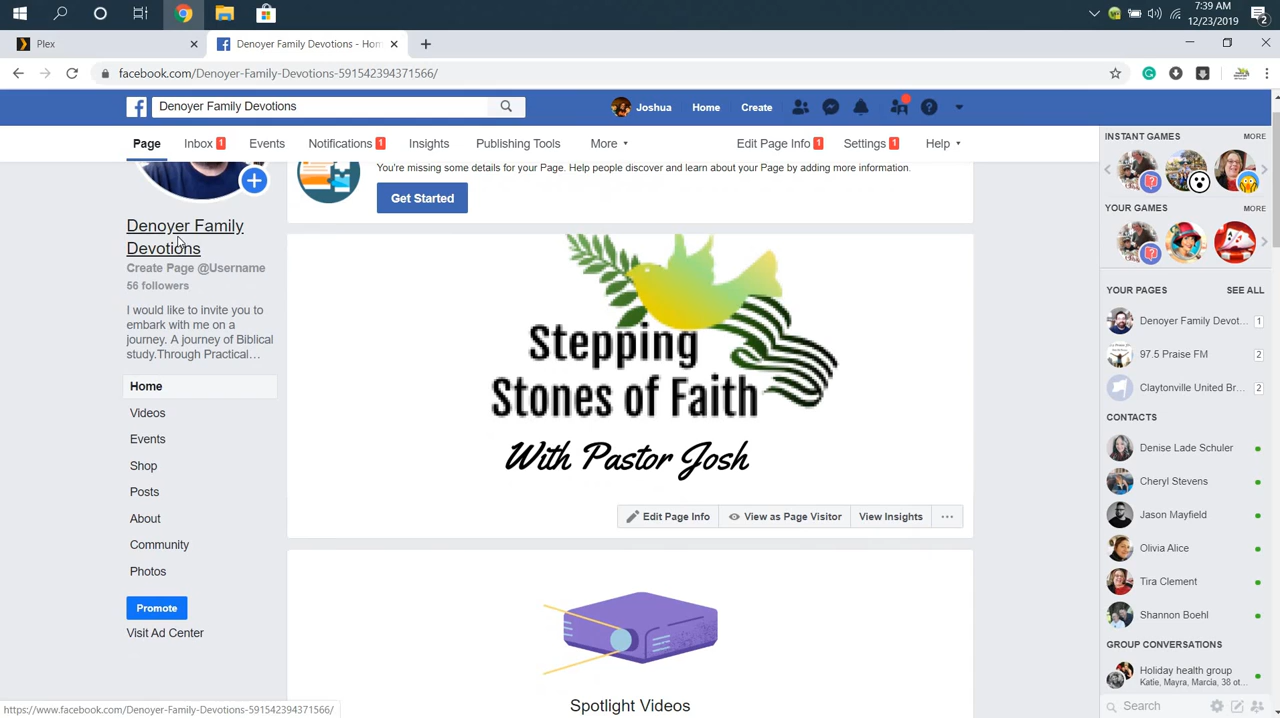 7:39 AM
12/23/2019
2
Plex
Denoyer Family Devotions - Hom
facebook.com/Denoyer-Family-Devotions-591542394371566/
Denoyer Family Devotions
Joshua
Home
Create
Page
Inbox 1
Events
Notifications 1
Insights
Publishing Tools
More
Edit Page Info 1
Settings 1
Help
You're missing some details for your Page. Help people discover and learn about your Page by adding more information.
Get Started
Denoyer Family
Devotions
Create Page @Username
56 followers
I would like to invite you to
embark with me on a
journey. A journey of Biblical
study.Through Practical...
Home
Videos
Events
Shop
Posts
About
Community
Photos
Promote
Visit Ad Center
Stepping
Stones of Faith
With Pastor Josh
Edit Page Info
View as Page Visitor
View Insights
Spotlight Videos
INSTANT GAMES
MORE
YOUR GAMES
MORE
YOUR PAGES
SEE ALL
Denoyer Family Devot... 1
97.5 Praise FM 2
Claytonville United Br... 2
CONTACTS
Denise Lade Schuler
Cheryl Stevens
Jason Mayfield
Olivia Alice
Tira Clement
Shannon Boehl
GROUP CONVERSATIONS
Holiday health group
Katie, Mayra, Marcia, 38 ot...
Search
https://www.facebook.com/Denoyer-Family-Devotions-591542394371566/